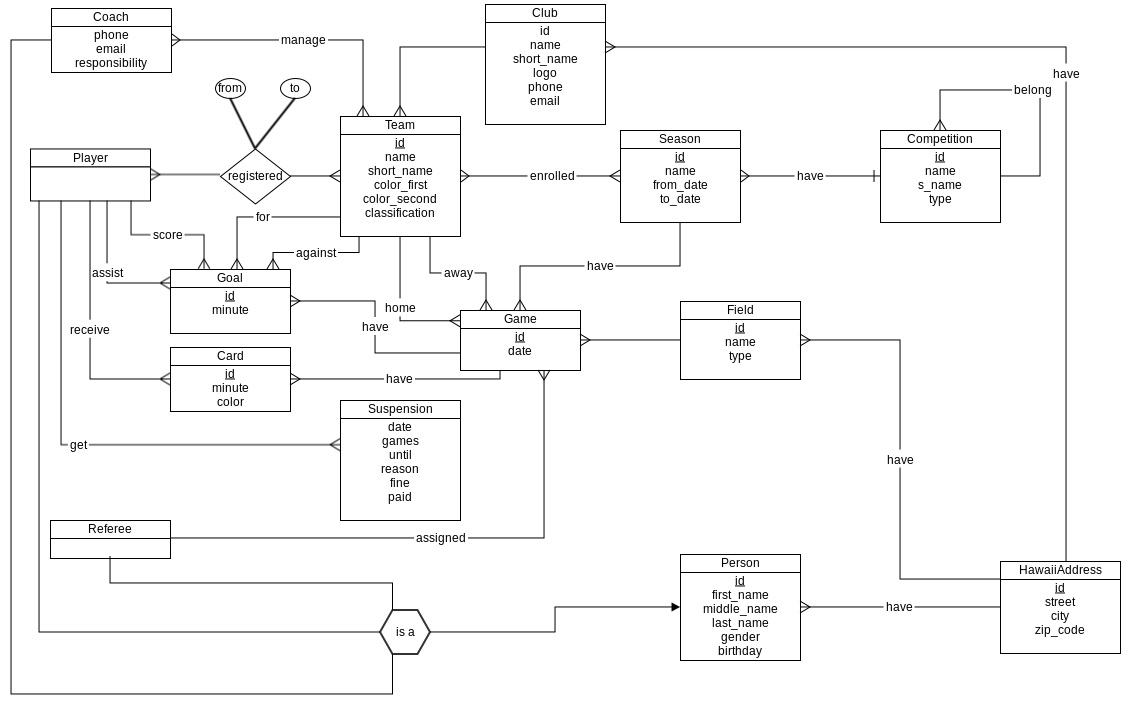 Coach
phone
email
responsibility
manage
Club
id
name
short_name
logo
phone
email
have
belong
from
to
Team
id
name
short_name
color_first
color_second
classification
Season
id
name
from_date
to_date
Competition
id
name
s_name
type
Player
registered
enrolled
have
for
score
against
assist
away
have
Goal
id
minute
home
have
Game
id
date
Field
id
name
type
receive
Card
id
minute
color
have
Suspension
date
games
until
reason
fine
paid
get
have
Referee
assigned
Person
id
first_name
middle_name
last_name
gender
birthday
HawaiiAddress
id
street
city
zip_code
have
is a